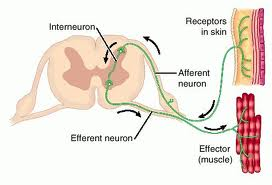 Interneuron
Receptors
in skin
Afferent
neuron
Efferent neuron
Effector
(muscle)